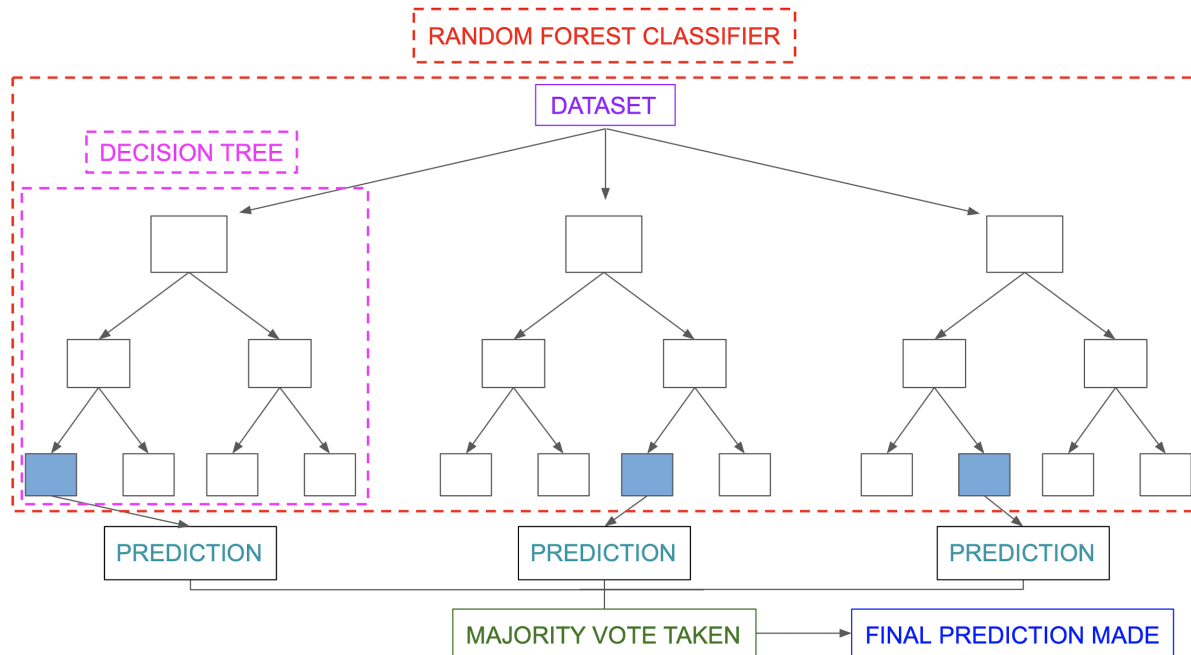 RANDOM FOREST CLASSIFIER
DATASET
DECISION TREE
PREDICTION
PREDICTION
PREDICTION
MAJORITY VOTE TAKEN
FINAL PREDICTION MADE